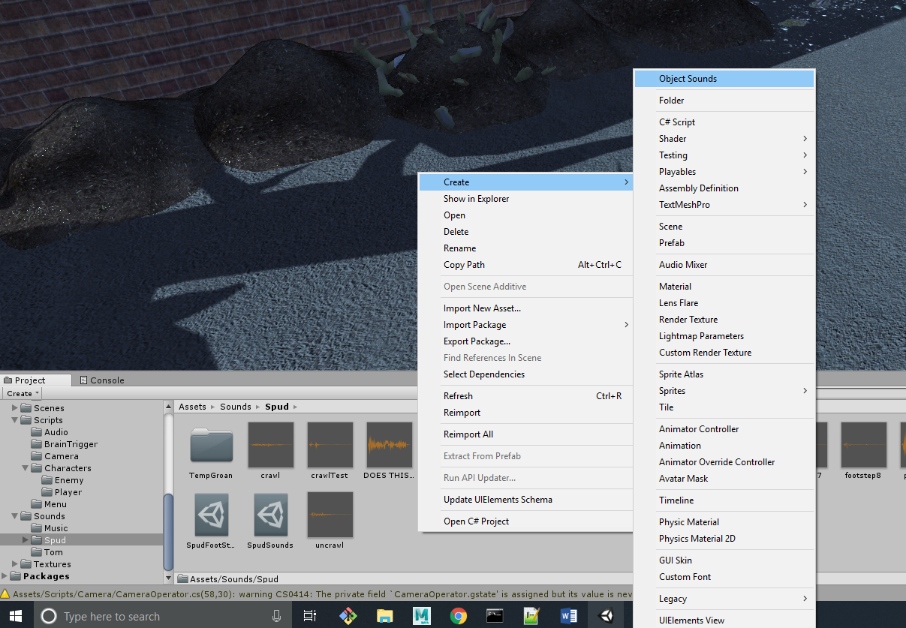 Object Sounds
Folder
C# Script
Shader
Testing
Playables
Assembly Definition
TextMeshPro
Scene
Prefab
Audio Mixer
Material
Lens Flare
Render Texture
Lightmap Parameters
Custom Render Texture
Sprite Atlas
Sprites
Tile
Animator Controller
Animation
Animator Override Controller
Avatar Mask
Timeline
Physic Material
Physics Material 2D
GUI Skin
Custom Font
Legacy
UIElements View
Create
Show in Explorer
Open
Delete
Rename
Copy Path Alt+Ctrl+C
Open Scene Additive
Import New Asset...
Import Package
Export Package...
Find References In Scene
Select Dependencies
Refresh Ctrl+R
Reimport
Reimport All
Extract From Prefab
Run API Updater...
Update UIElements Schema
Open C# Project
Project Console
Create
Scenes
Scripts
Audio
BrainTrigger
Camera
Characters
Enemy
Player
Menu
Sounds
Music
Spud
Tom
Textures
Packages
Assets Sounds Spud
TempGroan crawl crawlTest DOES THIS... 7 footstep8
SpudFootSt... SpudSounds uncrawl
Assets/Sounds/Spud
Assets/Scripts/Camera/CameraOperator.cs(58,30): warning CS0414: The private field `CameraOperator.gstate' is assigned but its value is nev
Type here to search